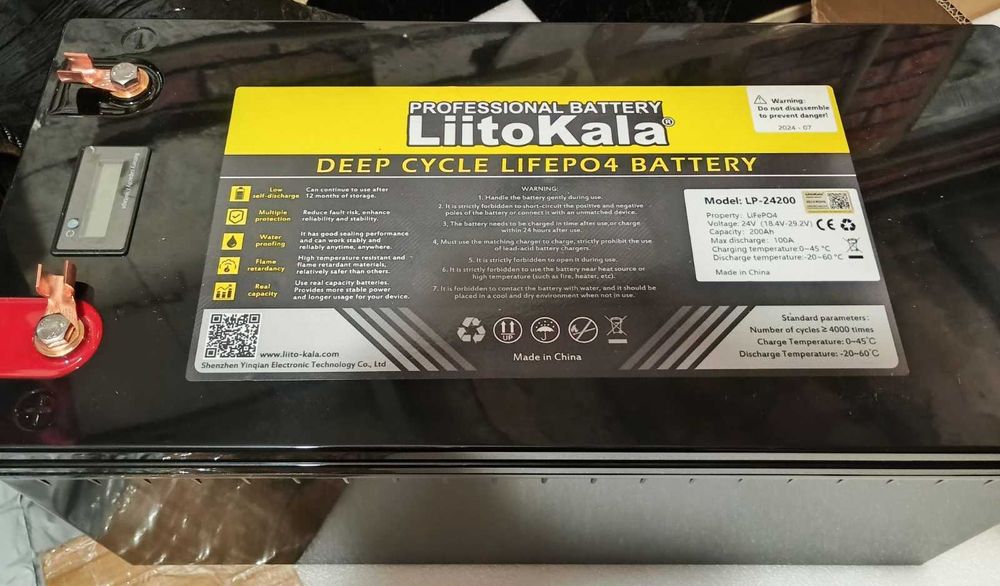 PROFESSIONAL BATTERY
LiitoKala®
DEEP CYCLE LIFEPO4 BATTERY
Warning:
Do not disassemble
to prevent danger!
2024 - 07
Low
self-discharge
Can continue to use after
12 months of storage.
Multiple
protection
Reduce fault risk, enhance
reliability and stability.
Water
proofing
It has good sealing performance
and can work stably and
reliably anytime, anywhere.
Flame
retardancy
High temperature resistant and
flame retardant materials,
relatively safer than others.
Real
capacity
Use real capacity batteries.
Provides more stable power
and longer usage for your device.
WARNING:
1. Handle the battery gently during use.
2. It is strictly forbidden to short-circuit the positive and negative
poles of the battery or connect it with an unmatched device.
3. The battery needs to be charged in time after use,or charge
within 24 hours after use.
4. Must use the matching charger to charge, strictly prohibit the use
of lead-acid battery chargers.
5. It is strictly forbidden to open it during use.
6. It is strictly forbidden to use the battery near heat source or
high temperature (such as fire, heater, etc).
7. It is forbidden to contact the battery with water, and it should be
placed in a cool and dry environment when not in use.
Model: LP-24200
Property: LiFePO4
Voltage: 24V (18.4V-29.2V)
Capacity: 200Ah
Max discharge: 100A
Charging temperature:0~45 °C
Discharge temperature:-20~60 °C
Made in China
CE
UP
Made in China
www.liito-kala.com
Shenzhen Yinqian Electronic Technology Co., Ltd
Standard parameters:
Number of cycles ≥ 4000 times
Charge Temperature: 0~45°C
Discharge Temperature: -20~60°C